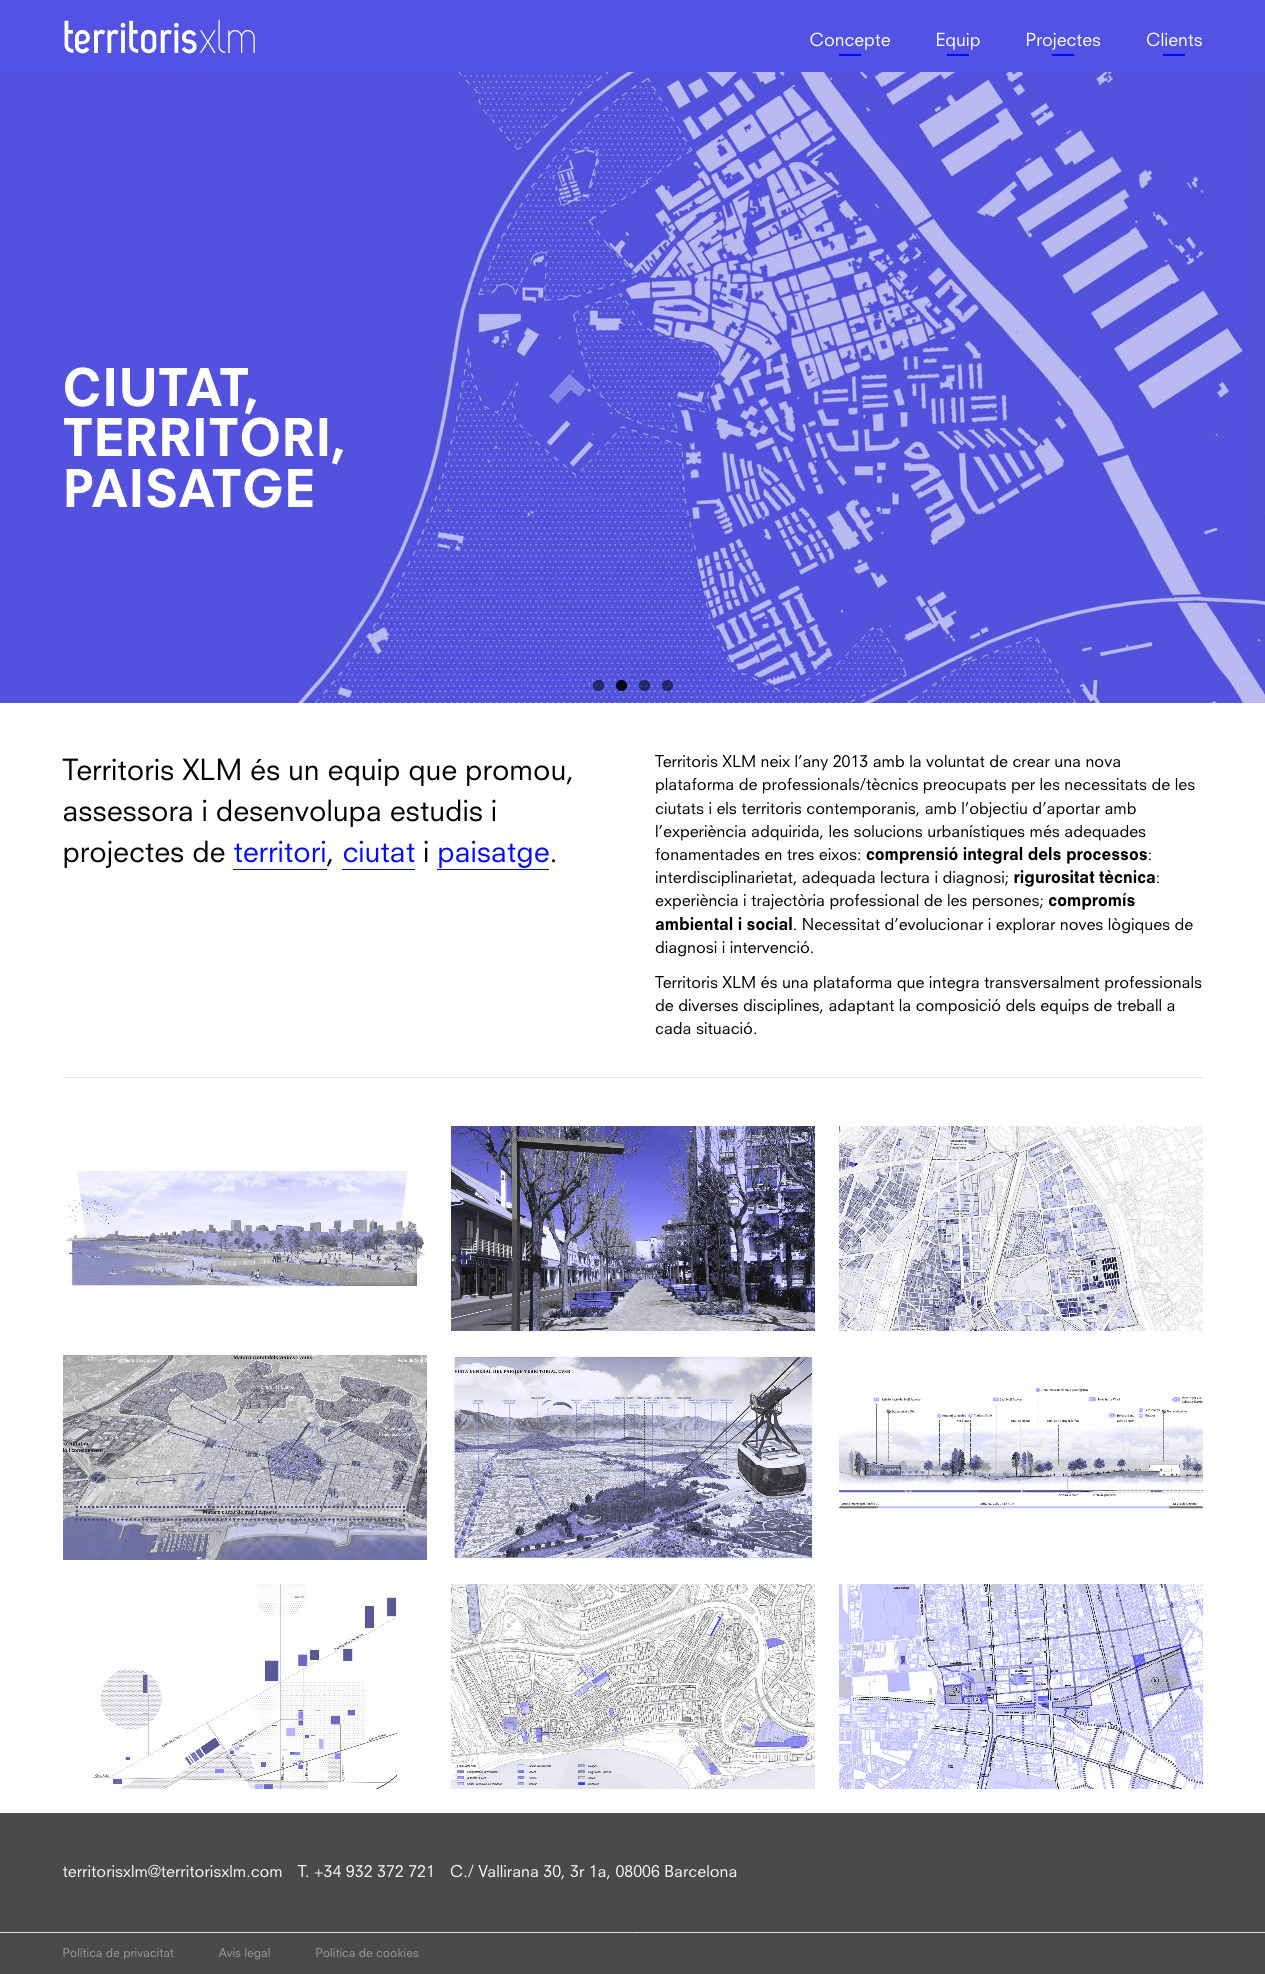 territorisxlm
Concepte
Equip
Projectes
Clients
CIUTAT,
TERRITORI,
PAISATGE
Territoris XLM és un equip que promou,
assessora i desenvolupa estudis i
projectes de territori, ciutat i paisatge.
Territoris XLM neix l’any 2013 amb la voluntat de crear una nova
plataforma de professionals/tècnics preocupats per les necessitats de les
ciutats i els territoris contemporanis, amb l’objectiu d’aportar amb
l’experiència adquirida, les solucions urbanístiques més adequades
fonamentades en tres eixos: comprensió integral dels processos:
interdisciplinarietat, adequada lectura i diagnosi; rigurositat tècnica:
experiència i trajectòria professional de les persones; compromís
ambiental i social. Necessitat d’evolucionar i explorar noves lògiques de
diagnosi i intervenció.
Territoris XLM és una plataforma que integra transversalment professionals
de diverses disciplines, adaptant la composició dels equips de treball a
cada situació.
VISTA GENERAL DEL PARQUE TERRITORIAL
territorisxlm@territorisxlm.com T. +34 932 372 721 C./ Vallirana 30, 3r 1a, 08006 Barcelona
Política de privacitat
Avis legal
Política de cookies